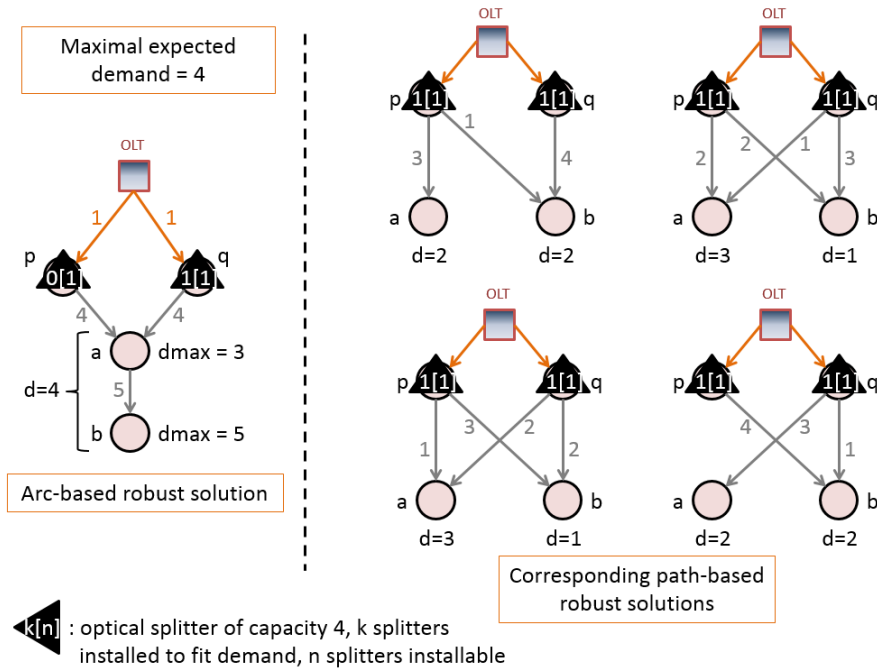 Maximal expected
demand = 4
OLT
1 1
p q
0[1] 1[1]
4 4
a dmax = 3
d=4
5
b dmax = 5
Arc-based robust solution
OLT
p 1[1] 1[1] q
1
3 4
a b
d=2 d=2
OLT
p 1[1] 1[1] q
2 2 1 3
a b
d=3 d=1
OLT
p 1[1] 1[1] q
1 3 2 2
a b
d=3 d=1
OLT
p 1[1] 1[1] q
4 3 1
a b
d=2 d=2
Corresponding path-based
robust solutions
k[n] : optical splitter of capacity 4, k splitters
installed to fit demand, n splitters installable